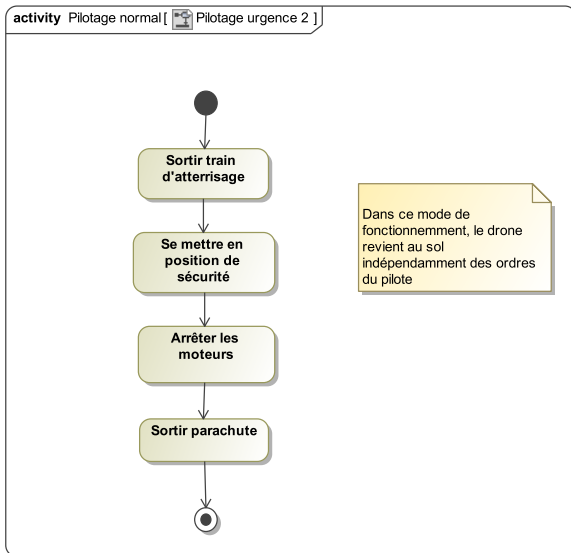 activity Pilotage normal [ Pilotage urgence 2 ]
Sortir train
d'atterrisage
Se mettre en
position de
sécurité
Arrêter les
moteurs
Sortir parachute
Dans ce mode de
fonctionnemment, le drone
revient au sol
indépendamment des ordres
du pilote